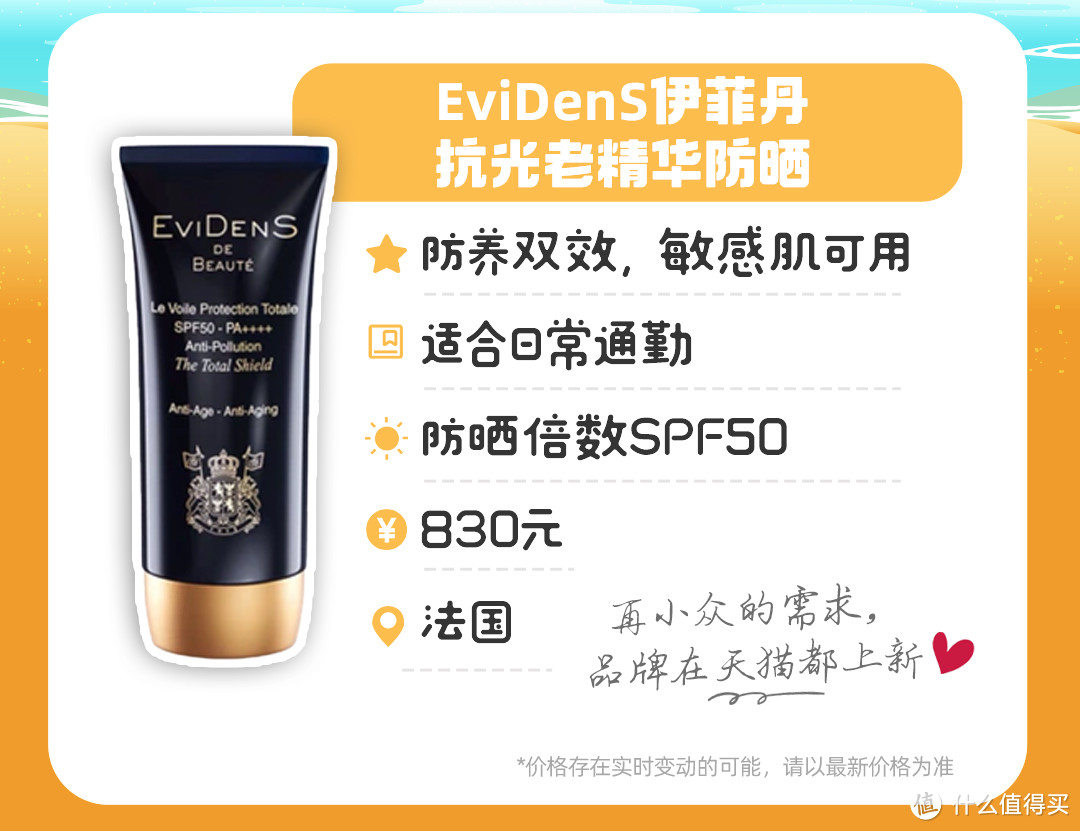 EviDenS伊菲丹
抗光老精华防晒
EVIDENS
DE
BEAUTÉ
Le Voile Protection Totale
SPF50 - PA++++
Anti-Pollution
The Total Shield
Anti-Age - Anti-Aging
防养双效，敏感肌可用
适合日常通勤
防晒倍数SPF50
¥ 830元
法国
再小众的需求，
品牌在天猫都上新
*价格存在实时变动的可能，请以最新价格为准
值 什么值得买